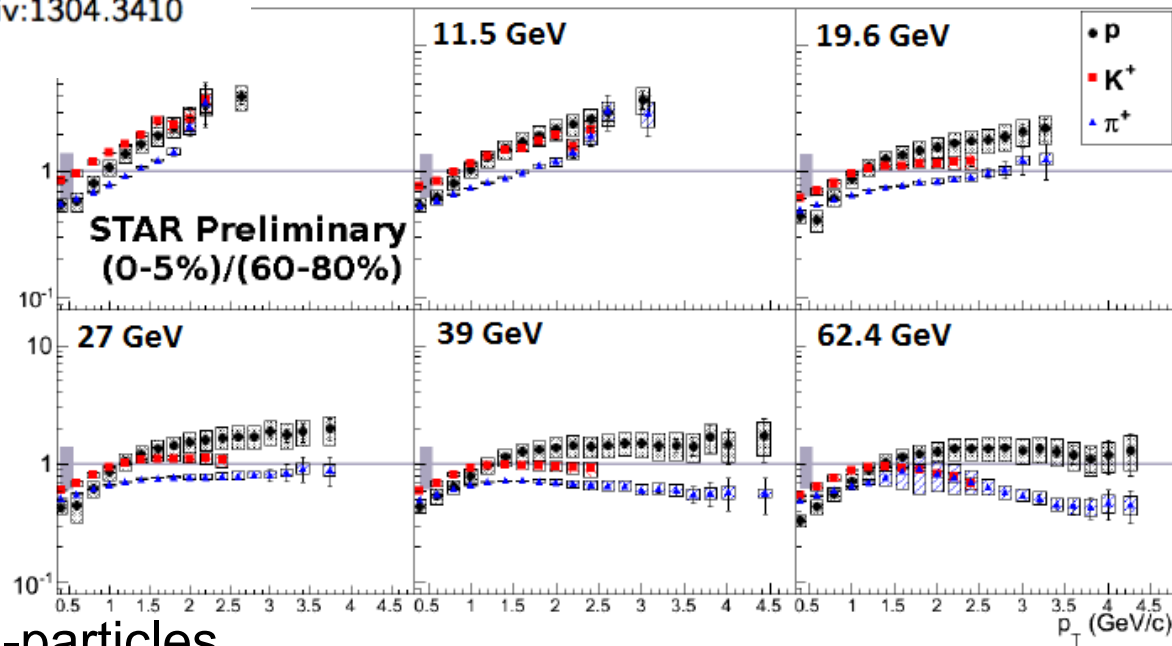 iv:1304.3410
11.5 GeV
19.6 GeV
p
K+
π+
1
STAR Preliminary
(0-5%)/(60-80%)
10-1
27 GeV
39 GeV
62.4 GeV
10
1
10-1
0.5 1 1.5 2 2.5 3 3.5 4 4.5
0.5 1 1.5 2 2.5 3 3.5 4 4.5
0.5 1 1.5 2 2.5 3 3.5 4 4.5
pT (GeV/c)
-particles